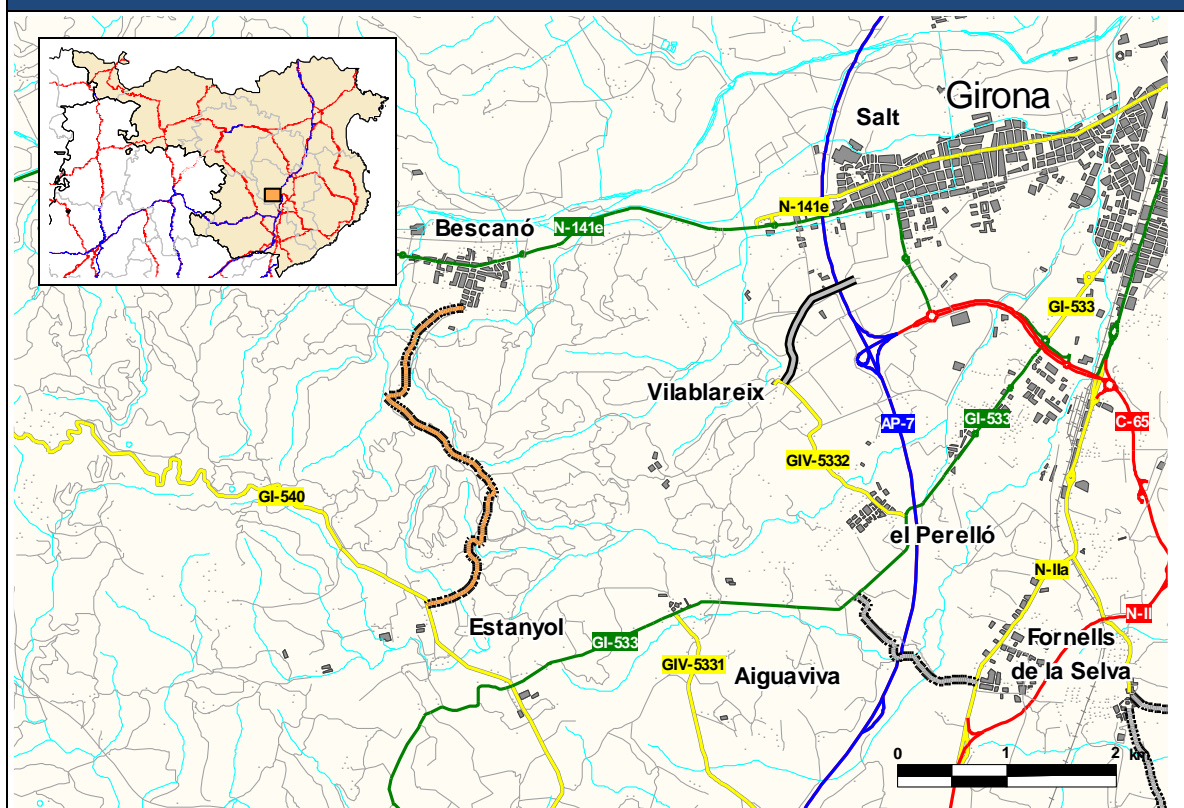 Girona
Salt
N-141e
Bescanó
N-141e
GI-533
Vilablareix
AP-7
GI-533
C-65
GIV-5332
GI-540
el Perelló
N-IIa
Estanyol
GI-533
N-II
Fornells
de la Selva
GIV-5331
Aiguaviva
0 1 2 km